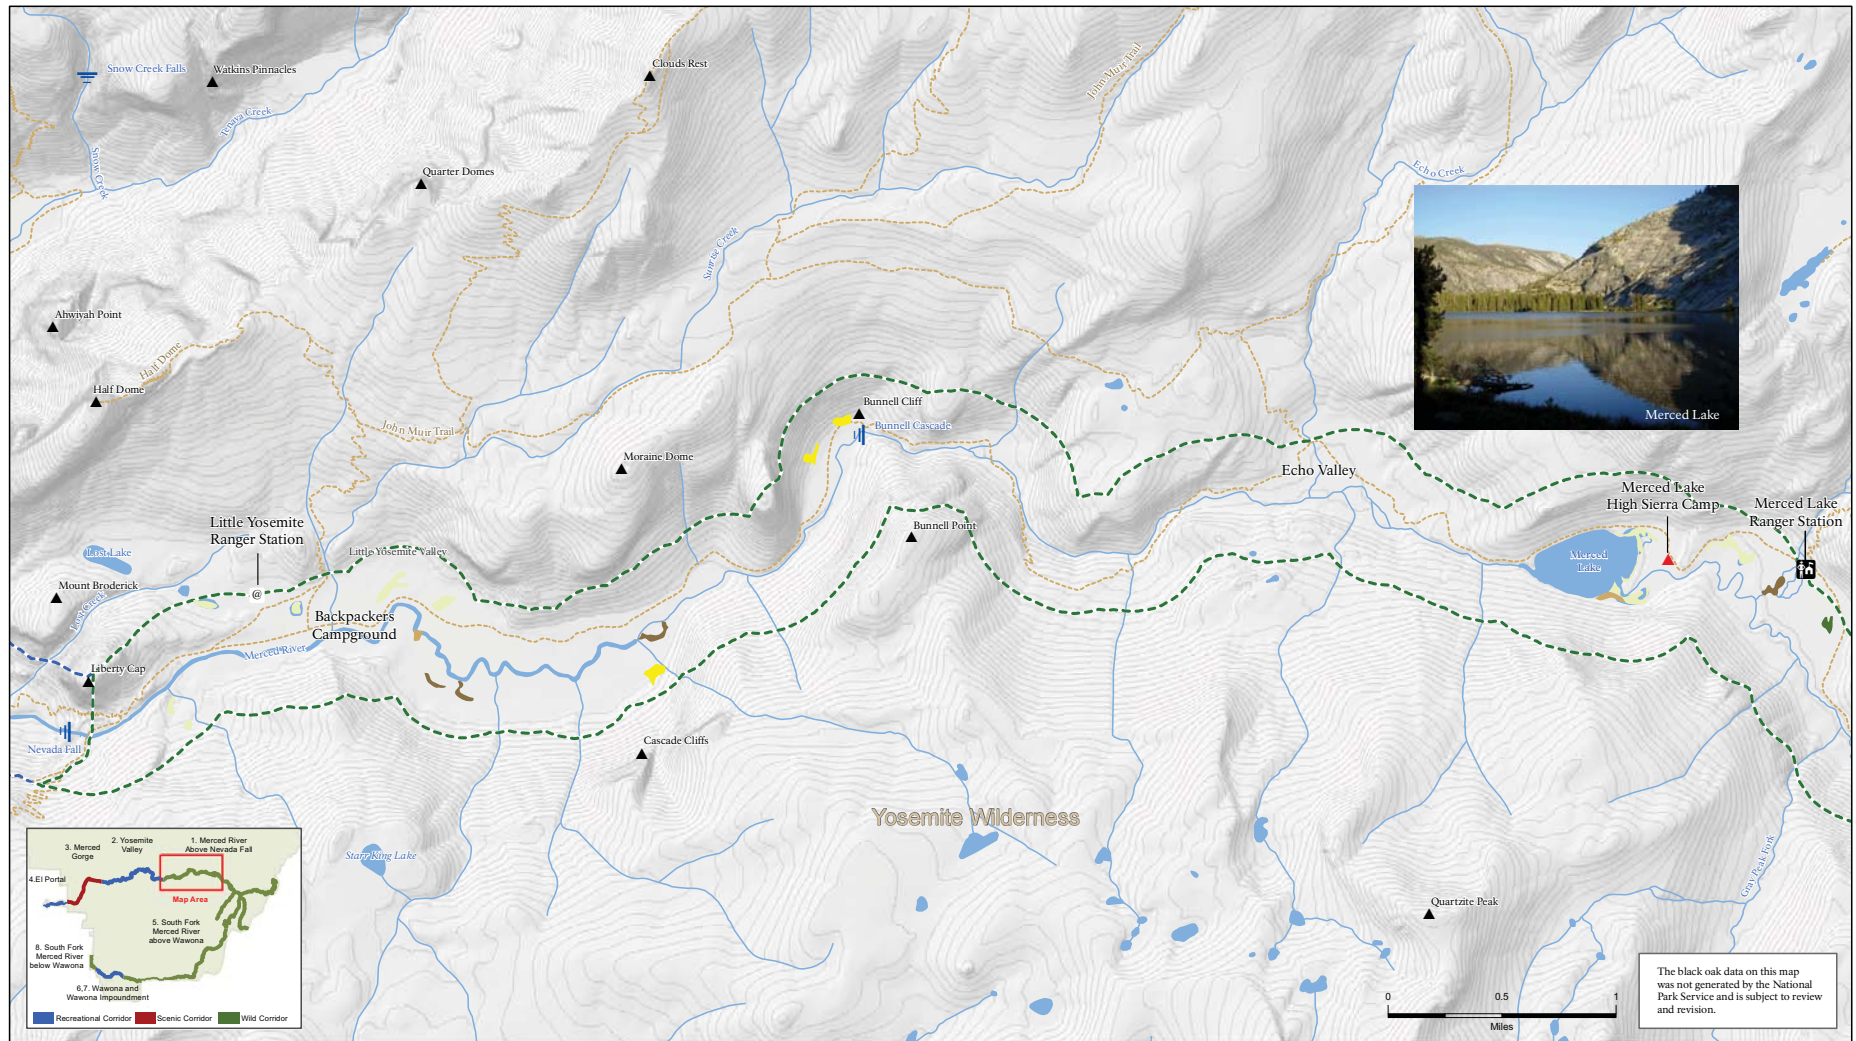 Snow Creek Falls
Watkins Pinnacles
Clouds Rest
John Muir Trail
Tenaya Creek
Snow Creek
Quarter Domes
Echo Creek
Sunrise Creek
Ahwiyah Point
Half Dome
Half Dome
Merced Lake
Bunnell Cliff
Bunnell Cascade
John Muir Trail
Moraine Dome
Echo Valley
Merced Lake
High Sierra Camp
Merced Lake
Ranger Station
Little Yosemite
Ranger Station
Bunnell Point
Lost Lake
Little Yosemite Valley
Merced
Lake
Mount Broderick
@
Lost Creek
Backpackers
Campground
Merced River
Liberty Cap
Nevada Fall
Cascade Cliffs
Yosemite Wilderness
Starr King Lake
Gray Peak Fork
Quartzite Peak
1. Merced River
Above Nevada Fall
2. Yosemite
Valley
3. Merced
Gorge
4.El Portal
Map Area
5. South Fork
Merced River
above Wawona
8. South Fork
Merced River
below Wawona
6,7. Wawona and
Wawona Impoundment
Recreational Corridor
Scenic Corridor
Wild Corridor
0 0.5 1
Miles
The black oak data on this map
was not generated by the National
Park Service and is subject to review
and revision.